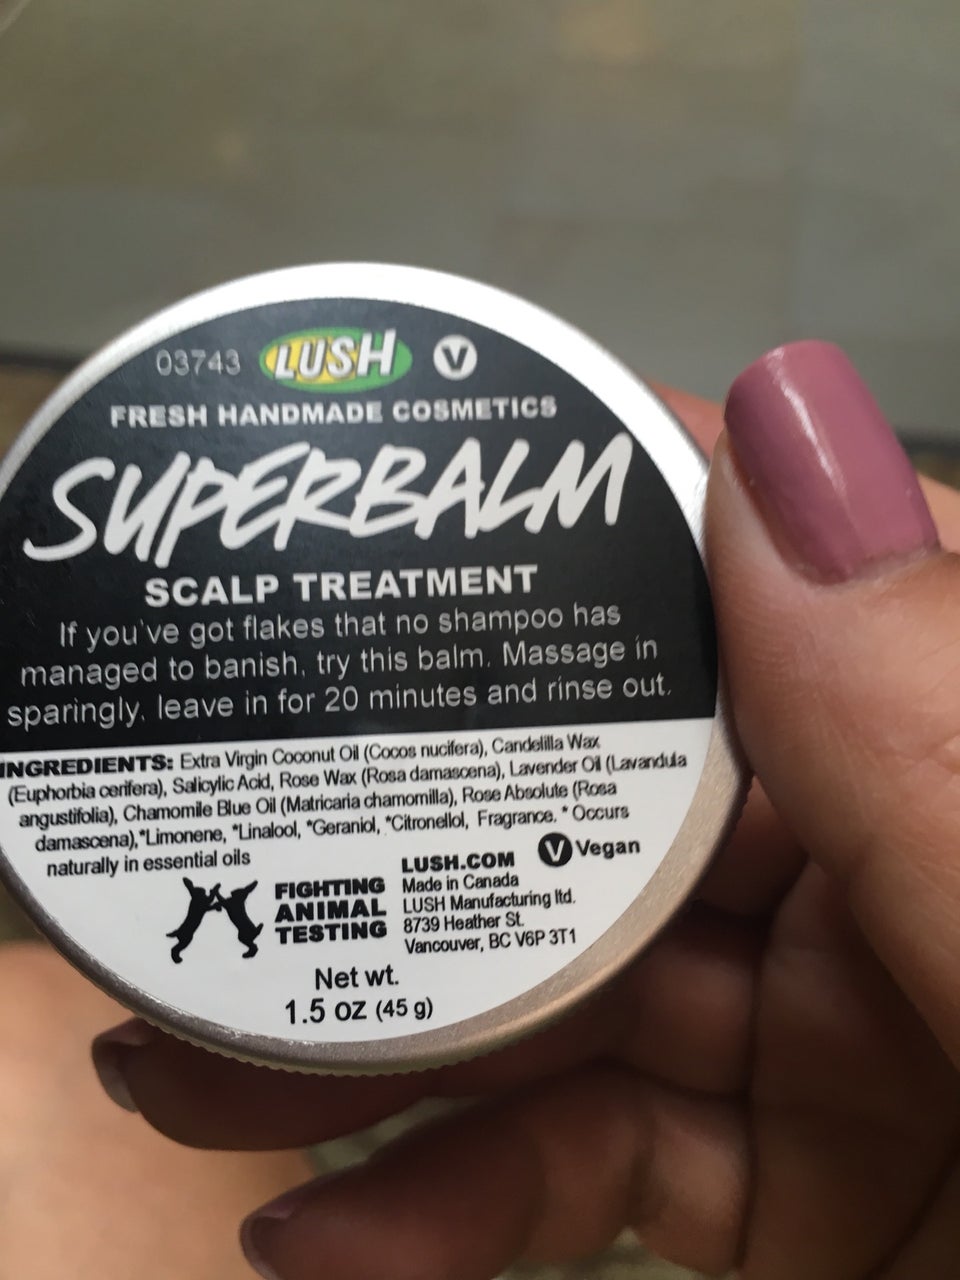 03743 LUSH V
FRESH HANDMADE COSMETICS
SUPERBALM
SCALP TREATMENT
If you've got flakes that no shampoo has
managed to banish, try this balm. Massage in
sparingly, leave in for 20 minutes and rinse out.
INGREDIENTS: Extra Virgin Coconut Oil (Cocos nucifera), Candelilla Wax
(Euphorbia cerifera), Salicylic Acid, Rose Wax (Rosa damascena), Lavender Oil (Lavandula
angustifolia), Chamomile Blue Oil (Matricaria chamomilla), Rose Absolute (Rosa
damascena),*Limonene, *Linalool, *Geraniol, *Citronellol, Fragrance. * Occurs
naturally in essential oils
V Vegan
FIGHTING
ANIMAL
TESTING
LUSH.COM
Made in Canada
LUSH Manufacturing ltd.
8739 Heather St.
Vancouver, BC V6P 3T1
Net wt.
1.5 oz (45 g)